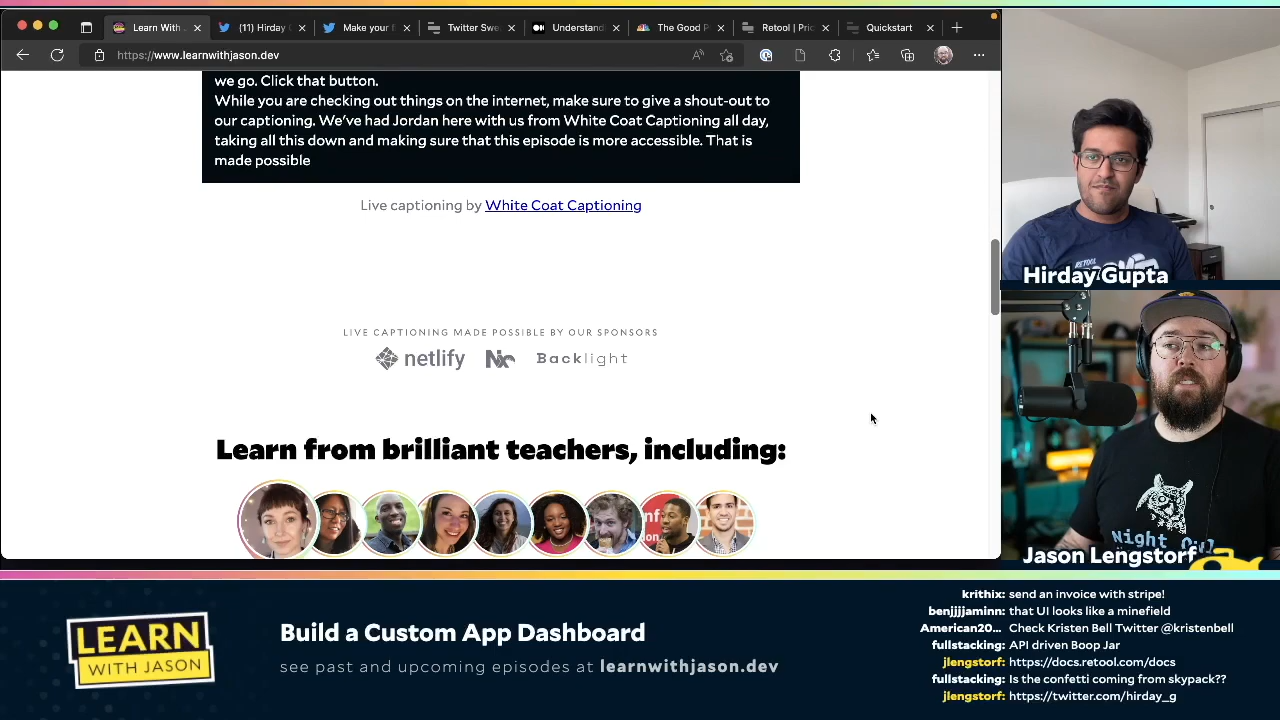 Learn With ...
(11) Hirday G
Make your B
Twitter Swe
Understandi
The Good P
Retool | Pric
Quickstart
https://www.learnwithjason.dev
we go. Click that button.
While you are checking out things on the internet, make sure to give a shout-out to
our captioning. We've had Jordan here with us from White Coat Captioning all day,
taking all this down and making sure that this episode is more accessible. That is
made possible
Live captioning by White Coat Captioning
LIVE CAPTIONING MADE POSSIBLE BY OUR SPONSORS
netlify Nx Backlight
Learn from brilliant teachers, including:
RETOOL
Hirday Gupta
Night Owl
Jason Lengstorf
LEARN
WITH JASON
Build a Custom App Dashboard
see past and upcoming episodes at learnwithjason.dev
krithix: send an invoice with stripe!
benjjjjaminn: that UI looks like a minefield
American20... Check Kristen Bell Twitter @kristenbell
fullstacking: API driven Boop Jar
jlengstorf: https://docs.retool.com/docs
fullstacking: Is the confetti coming from skypack??
jlengstorf: https://twitter.com/hirday_g